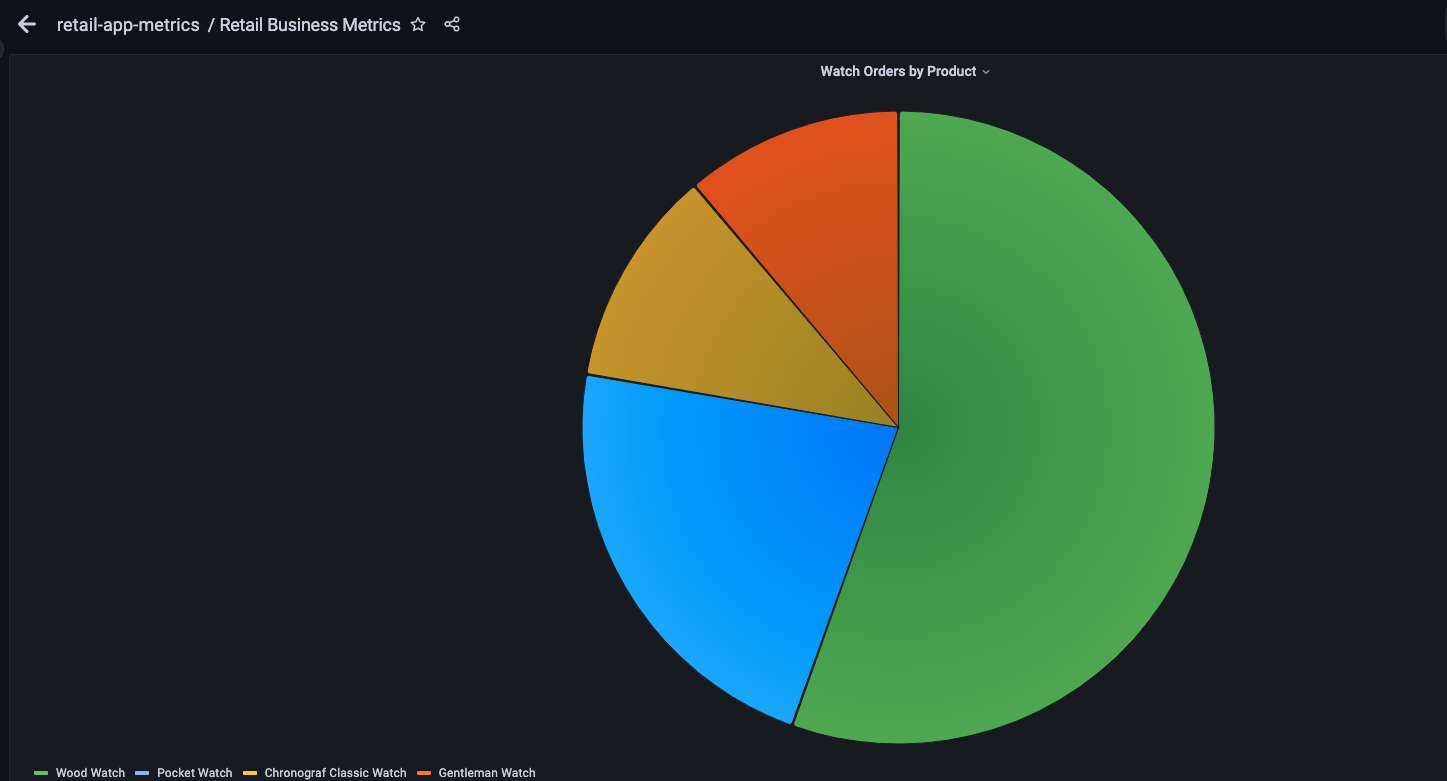 retail-app-metrics / Retail Business Metrics
Watch Orders by Product
Wood Watch Pocket Watch Chronograf Classic Watch Gentleman Watch